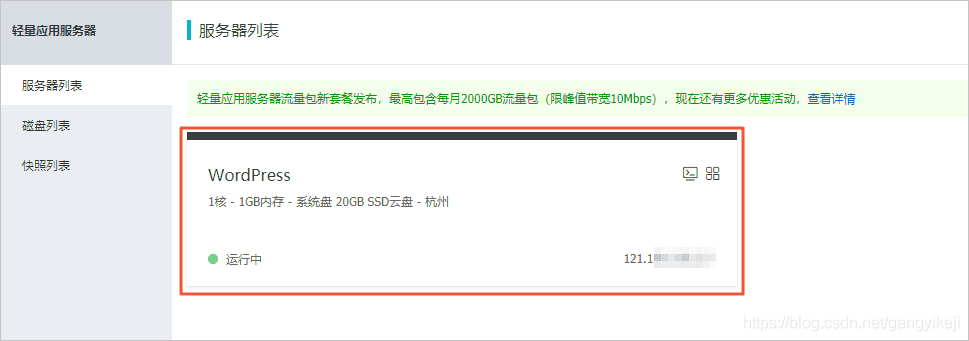 轻量应用服务器
服务器列表
服务器列表
磁盘列表
快照列表
轻量应用服务器流量包新套餐发布，最高包含每月2000GB流量包（限峰值带宽10Mbps），现在还有更多优惠活动，查看详情
WordPress
1核 - 1GB内存 - 系统盘 20GB SSD云盘 - 杭州
运行中
121.1
https://blog.csdn.net/gangyikeji